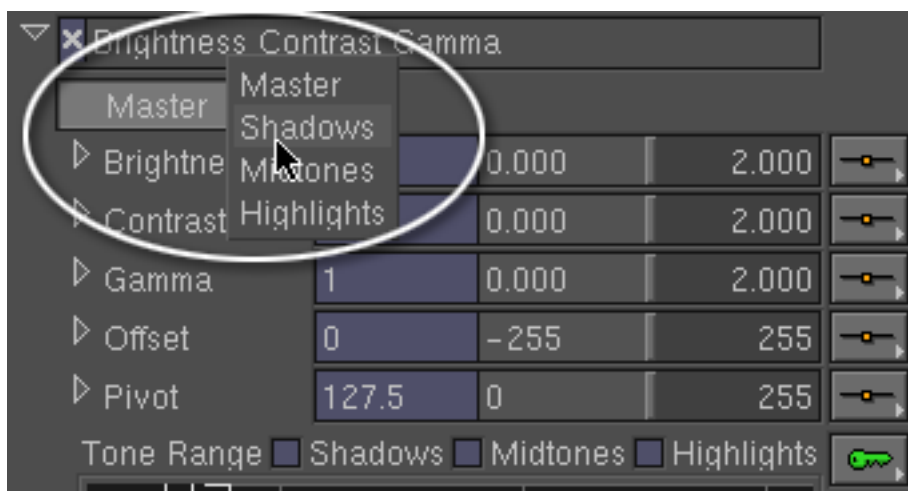 Brightness Contrast Gamma
Master
Master
Shadows
Midtones
Highlights
Brightne 0.000 2.000
Contrast 0.000 2.000
Gamma 1 0.000 2.000
Offset 0 -255 255
Pivot 127.5 0 255
Tone Range Shadows Midtones Highlights